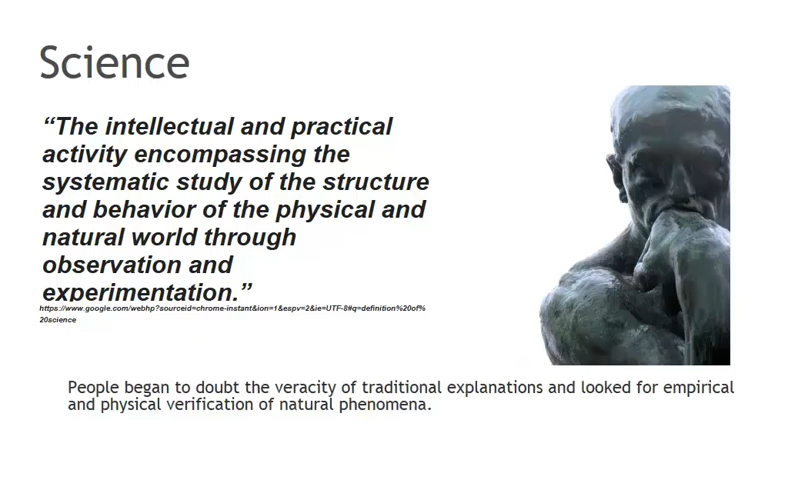 Science
“The intellectual and practical
activity encompassing the
systematic study of the structure
and behavior of the physical and
natural world through
observation and
experimentation.”
https://www.google.com/webhp?sourceid=chrome-instant&ion=1&espv=2&ie=UTF-8#q=definition%20of%
20science
People began to doubt the veracity of traditional explanations and looked for empirical
and physical verification of natural phenomena.